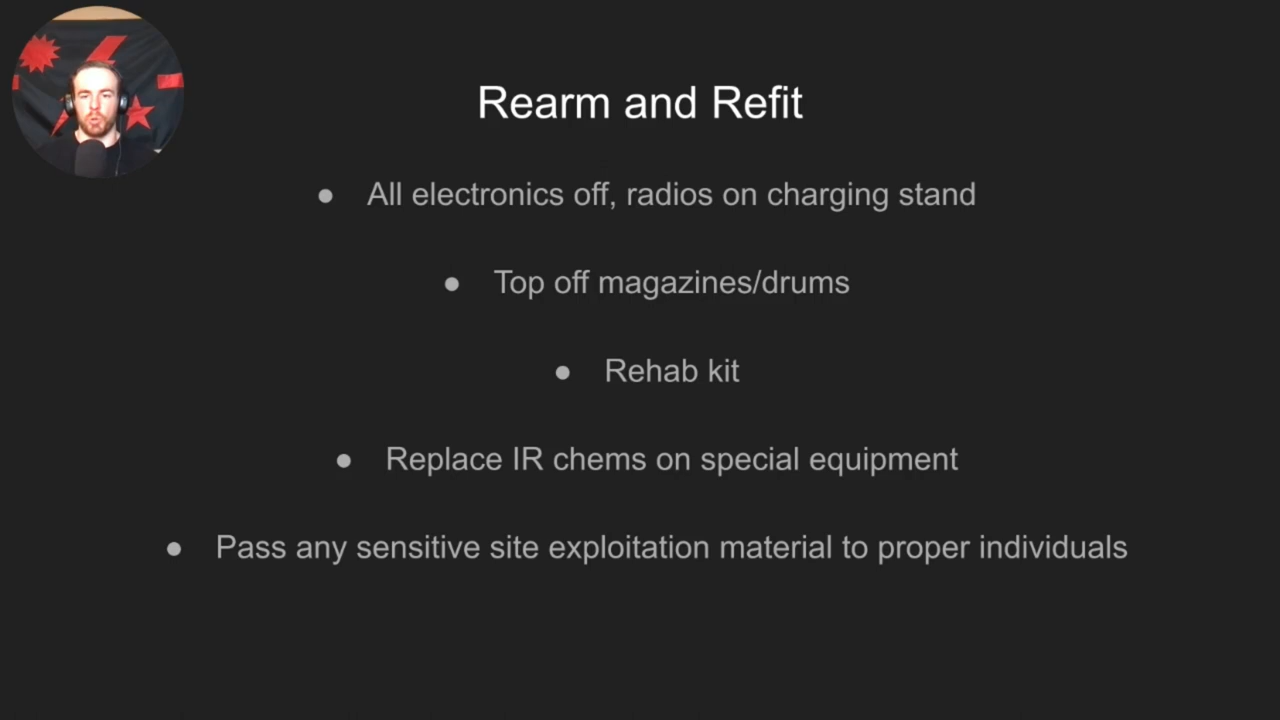 Rearm and Refit
● All electronics off, radios on charging stand
● Top off magazines/drums
● Rehab kit
● Replace IR chems on special equipment
● Pass any sensitive site exploitation material to proper individuals